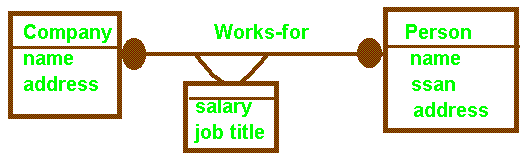 Company
name
address
Works-for
salary
job title
Person
name
ssan
address